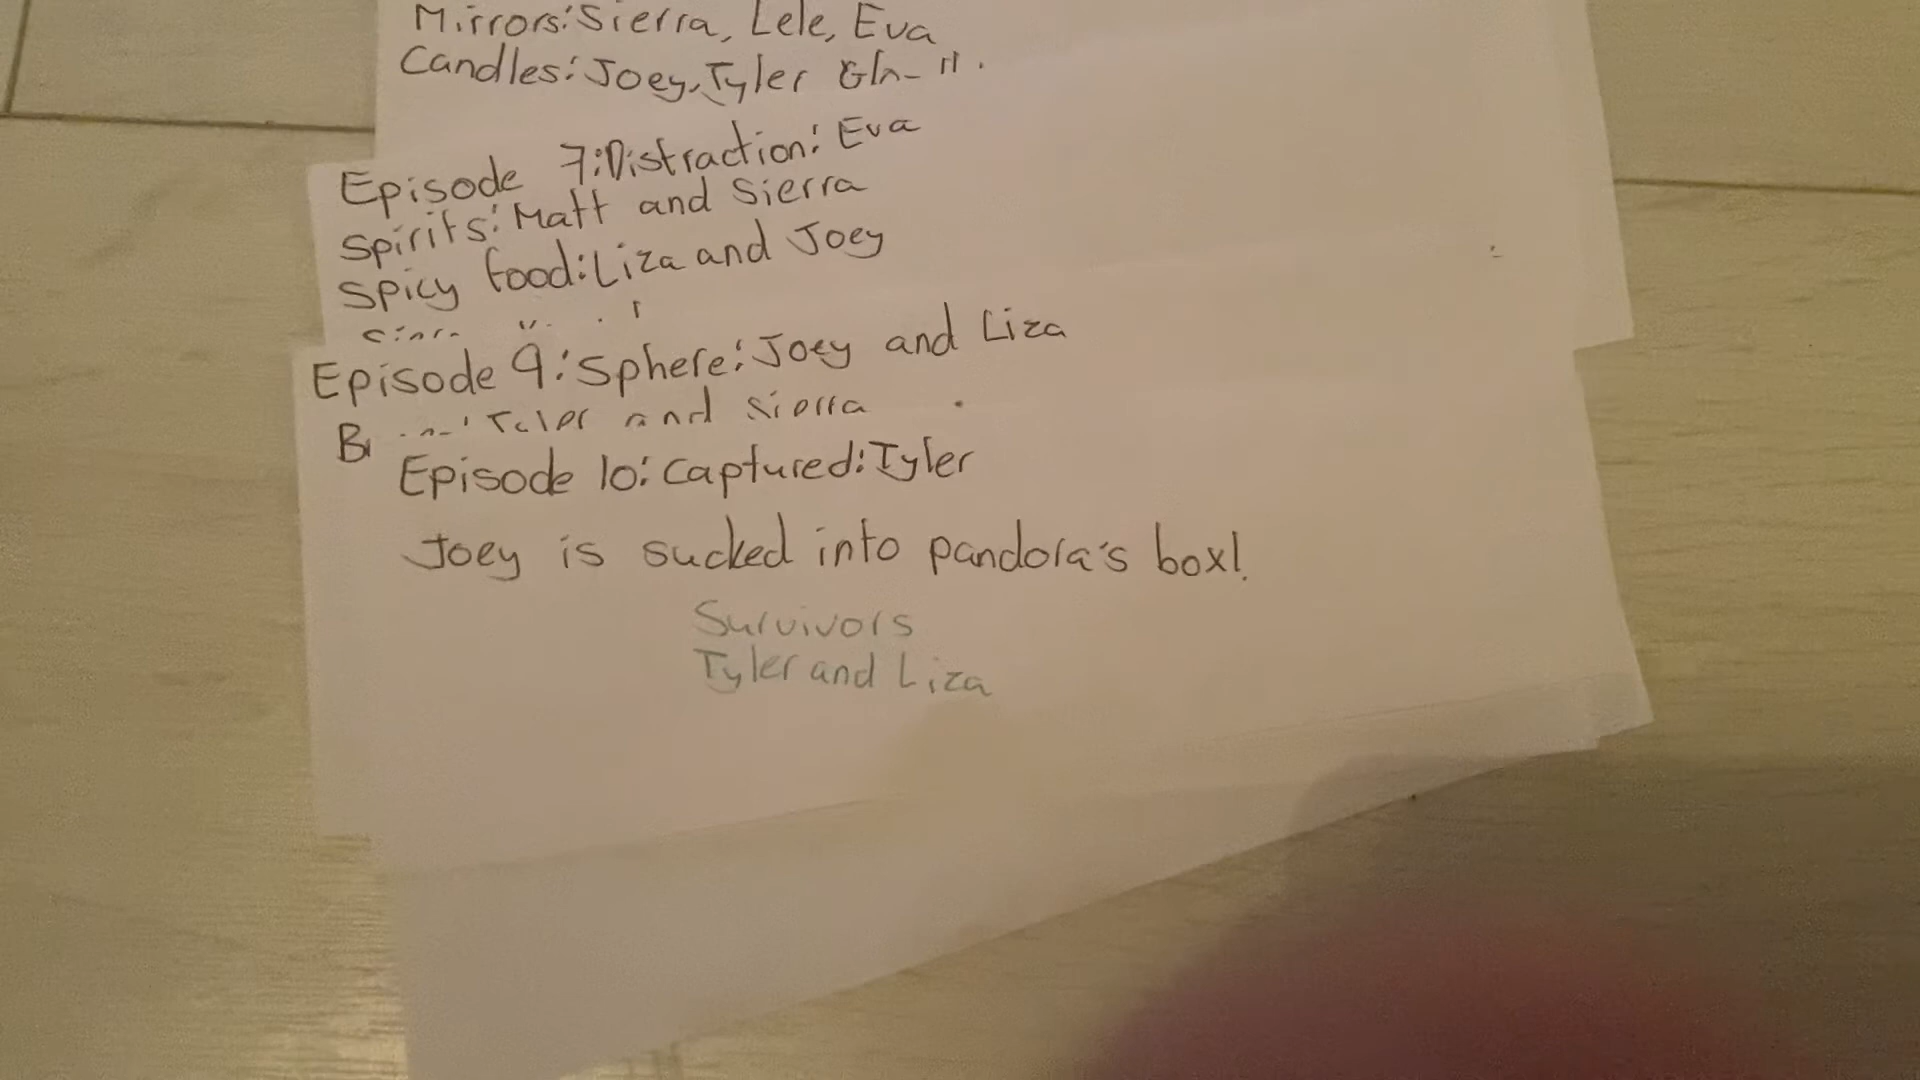 Mirrors: Sierra, Lele, Eva
Candles: Joey, Tyler
Episode 7: Distraction: Eva
Spirits: Matt and Sierra
Spicy food: Liza and Joey
Episode 9: Sphere: Joey and Liza
Tyler and Sierra
Episode 10: Captured: Tyler
Joey is sucked into pandora's box!
Survivors
Tyler and Liza